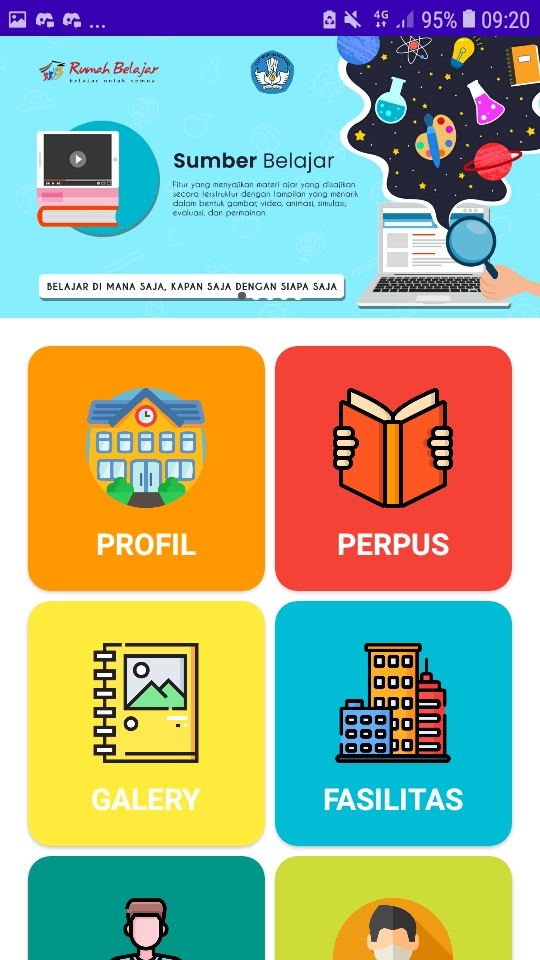 4G 95% 09:20
Rumah Belajar
belajar untuk semua
Sumber Belajar
Fitur yang menyajikan materi ajar yang disajikan
secara terstruktur dengan tampilan yang menarik
dalam bentuk gambar, video, animasi, simulasi,
evaluasi, dan permainan.
BELAJAR DI MANA SAJA, KAPAN SAJA DENGAN SIAPA SAJA
PROFIL
PERPUS
GALERY
FASILITAS